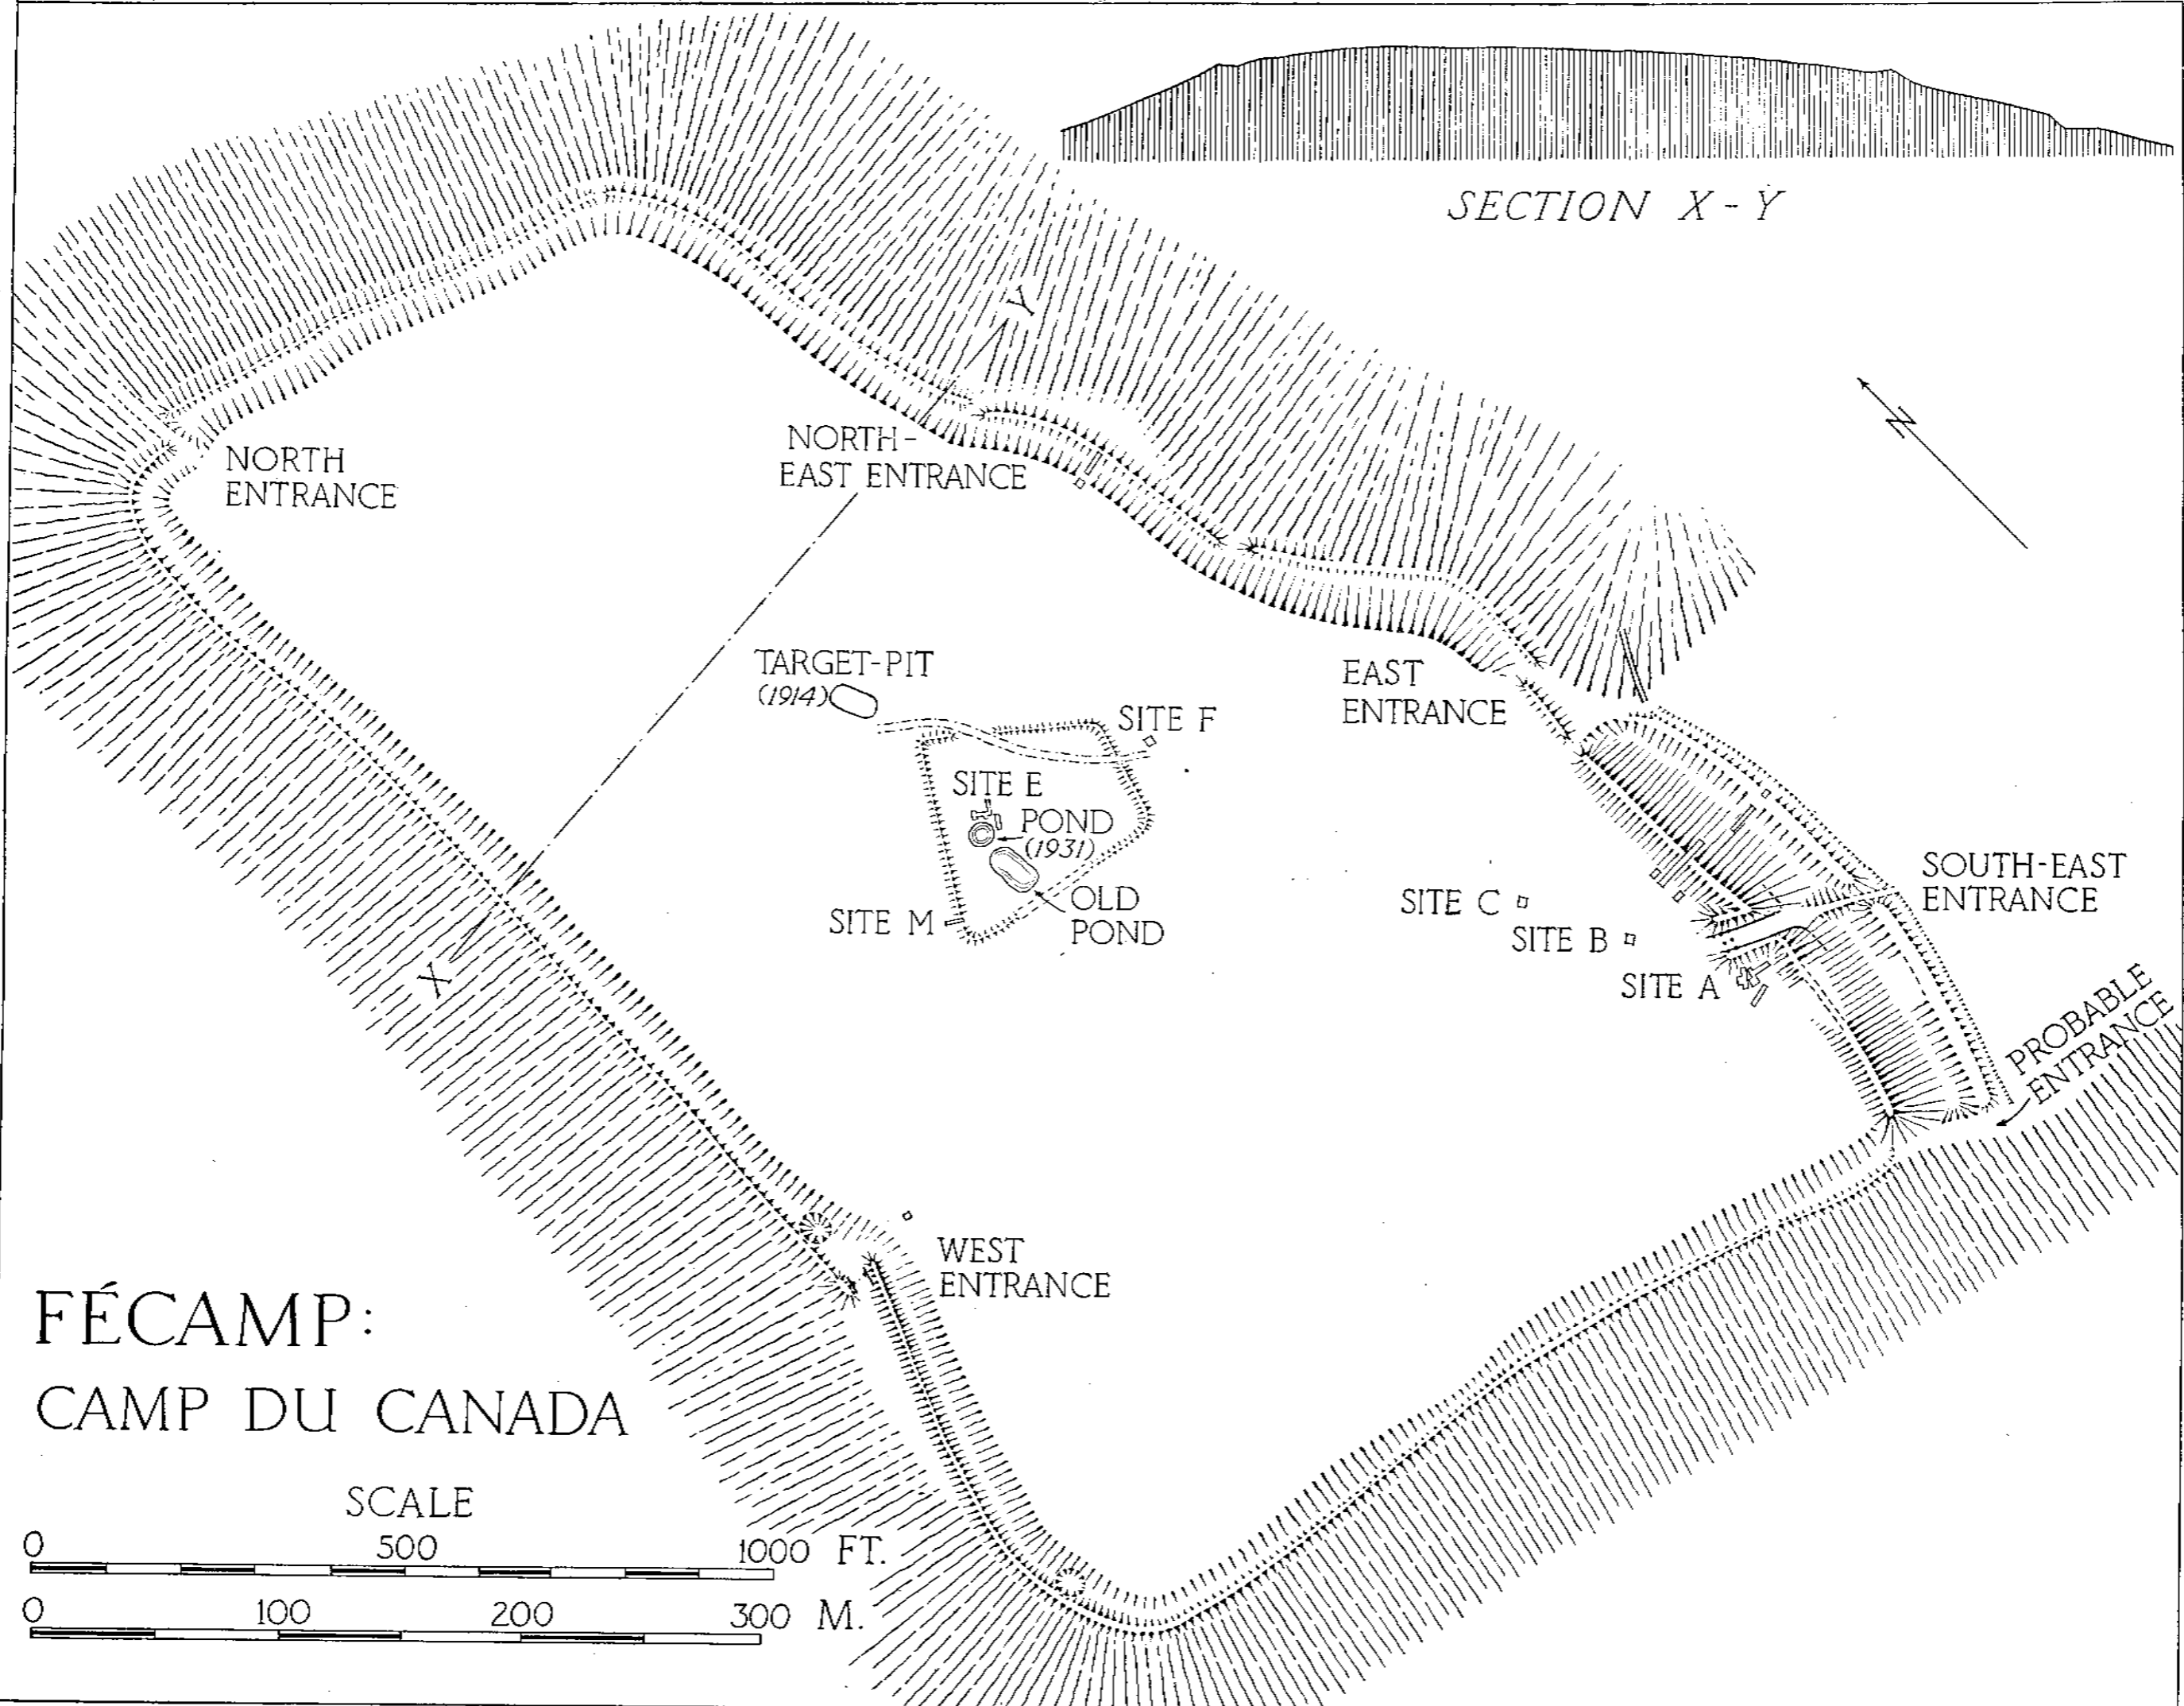 SECTION X - Y
Y
N
NORTH
ENTRANCE
NORTH-
EAST ENTRANCE
TARGET-PIT
(1914)
SITE F
EAST
ENTRANCE
SITE E
POND
(1931)
OLD
POND
SITE M
SOUTH-EAST
ENTRANCE
SITE C
SITE B
SITE A
X
PROBABLE
ENTRANCE
WEST
ENTRANCE
FÉCAMP:
CAMP DU CANADA
SCALE
0 500 1000 FT.
0 100 200 300 M.